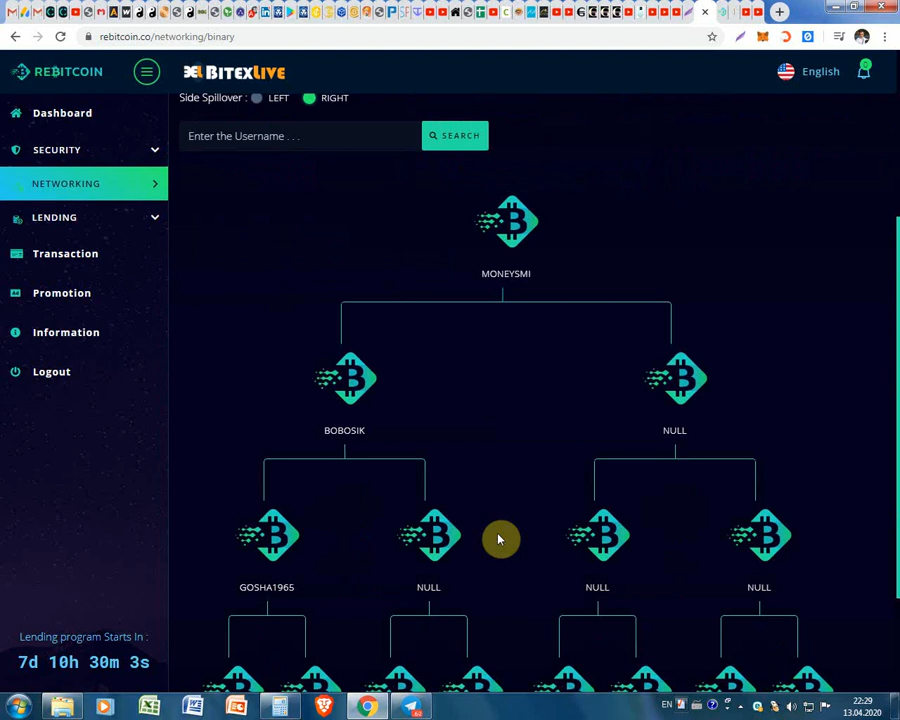 rebitcoin.co/networking/binary
REBITCOIN
BITEXLIVE
English
0
Side Spillover : LEFT RIGHT
Enter the Username . . .
SEARCH
Dashboard
SECURITY
NETWORKING
LENDING
Transaction
Promotion
Information
Logout
MONEYSMI
BOBOSIK
NULL
GOSHA1965
NULL
NULL
NULL
Lending program Starts In :
7d 10h 30m 3s
EN
22:29
13.04.2020